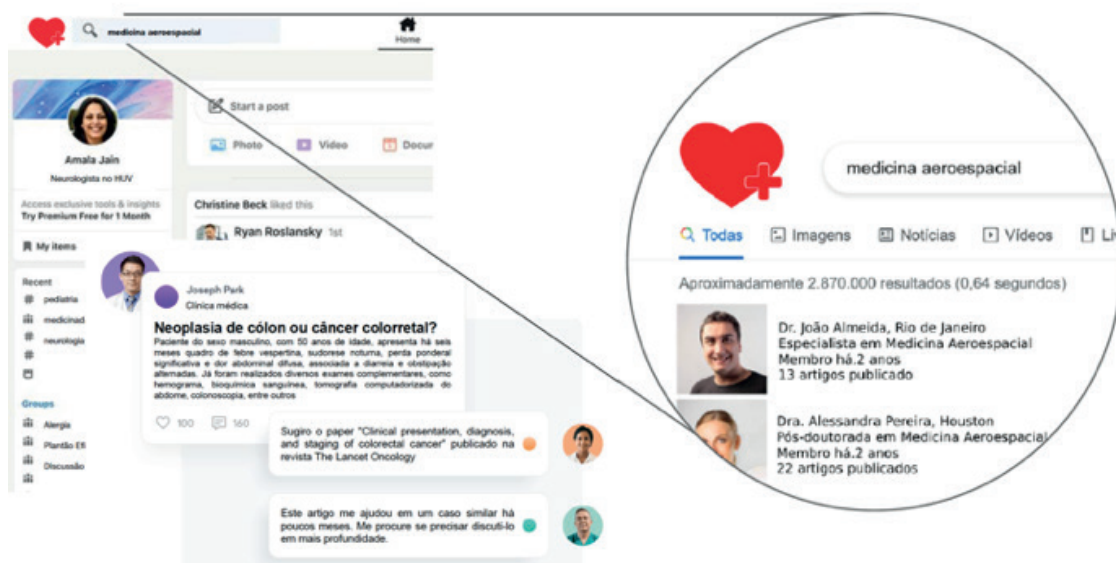 medicina aeroespacial
Home
Amala Jain
Neurologista no HUV
Access exclusive tools & insights
Try Premium Free for 1 Month
My items
Recent
# pediatria
medicinad
# neurologia
#
Groups
Alergia
Plantão Efi
Discussão
Start a post
Photo
Video
Docur
Christine Beck liked this
Ryan Roslansky 1st
Joseph Park
Clínica médica
Neoplasia de cólon ou câncer colorretal?
Paciente do sexo masculino, com 50 anos de idade, apresenta há seis
meses quadro de febre vespertina, sudorese noturna, perda ponderal
significativa e dor abdominal difusa, associada a diarreia e obstipação
alternadas. Já foram realizados diversos exames complementares, como
hemograma, bioquímica sanguínea, tomografia computadorizada do
abdome, colonoscopia, entre outros
100
160
Sugiro o paper "Clinical presentation, diagnosis,
and staging of colorectal cancer" publicado na
revista The Lancet Oncology
Este artigo me ajudou em um caso similar há
poucos meses. Me procure se precisar discuti-lo
em mais profundidade.
medicina aeroespacial
Todas
Imagens
Notícias
Vídeos
Li
Aproximadamente 2.870.000 resultados (0,64 segundos)
Dr. João Almeida, Rio de Janeiro
Especialista em Medicina Aeroespacial
Membro há.2 anos
13 artigos publicado
Dra. Alessandra Pereira, Houston
Pós-doutorada em Medicina Aeroespacial
Membro há.2 anos
22 artigos publicados